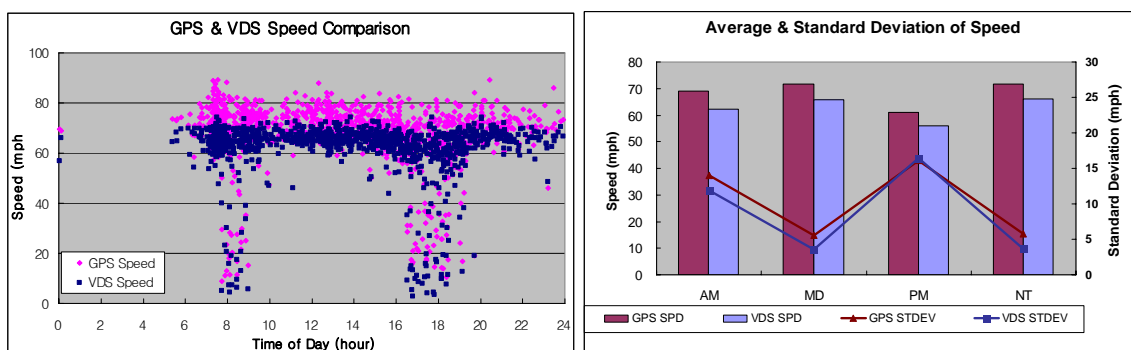 GPS & VDS Speed Comparison
100
80
60
40
20
0
Speed (mph
GPS Speed
VDS Speed
0 2 4 6 8 10 12 14 16 18 20 22 24
Time of Day (hour)
Average & Standard Deviation of Speed
80
70
60
50
40
30
20
10
0
Speed (mph)
30
25
20
15
10
5
0
Standard Deviation (mph)
AM MD PM NT
GPS SPD VDS SPD GPS STDEV VDS STDEV